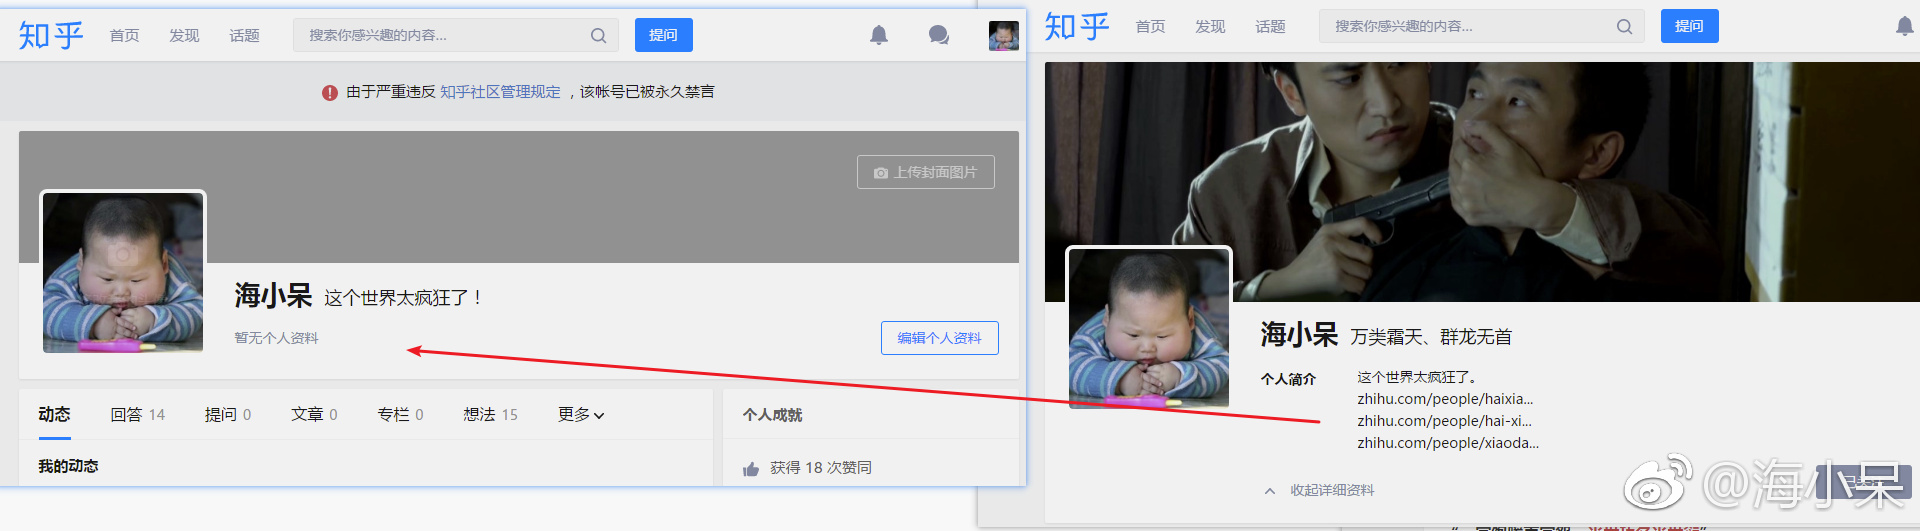 知乎 首页 发现 话题 搜索你感兴趣的内容... 提问
由于严重违反 知乎社区管理规定 ，该帐号已被永久禁言
上传封面图片
海小呆 这个世界太疯狂了！
暂无个人资料
编辑个人资料
动态 回答 14 提问 0 文章 0 专栏 0 想法 15 更多
个人成就
我的动态
获得 18 次赞同
知乎 首页 发现 话题 搜索你感兴趣的内容... 提问
海小呆 万类霜天、群龙无首
个人简介 这个世界太疯狂了。
zhihu.com/people/haixia...
zhihu.com/people/hai-xi...
zhihu.com/people/xiaoda...
收起详细资料
@海小呆